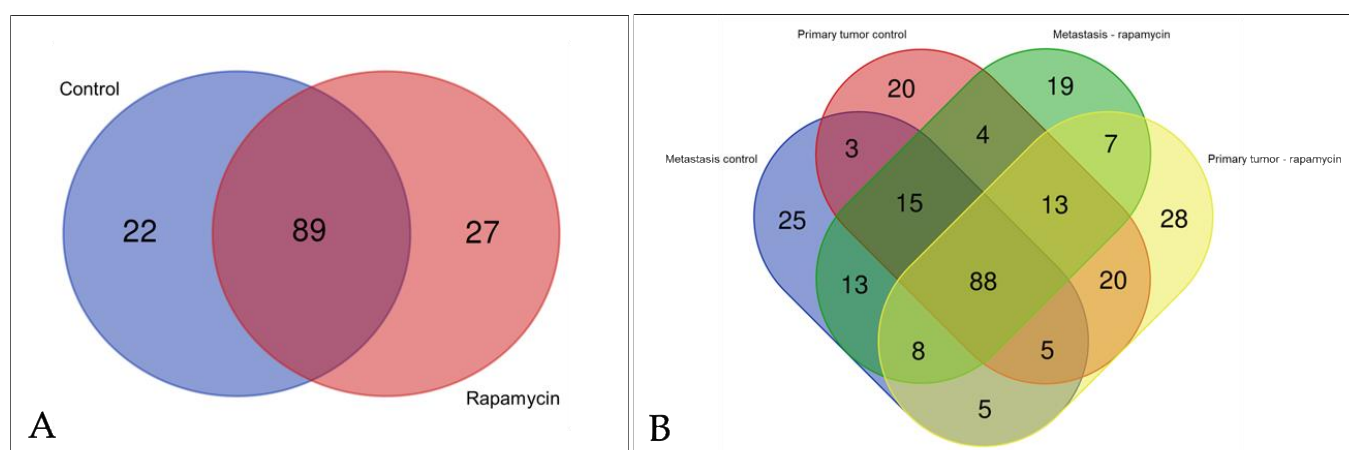 Control
22
89
27
Rapamycin
A
Primary tumor control
Metastasis - rapamycin
Metastasis control
Primary tumor - rapamycin
20
19
3
4
7
25
15
13
28
13
88
20
8
5
5
B